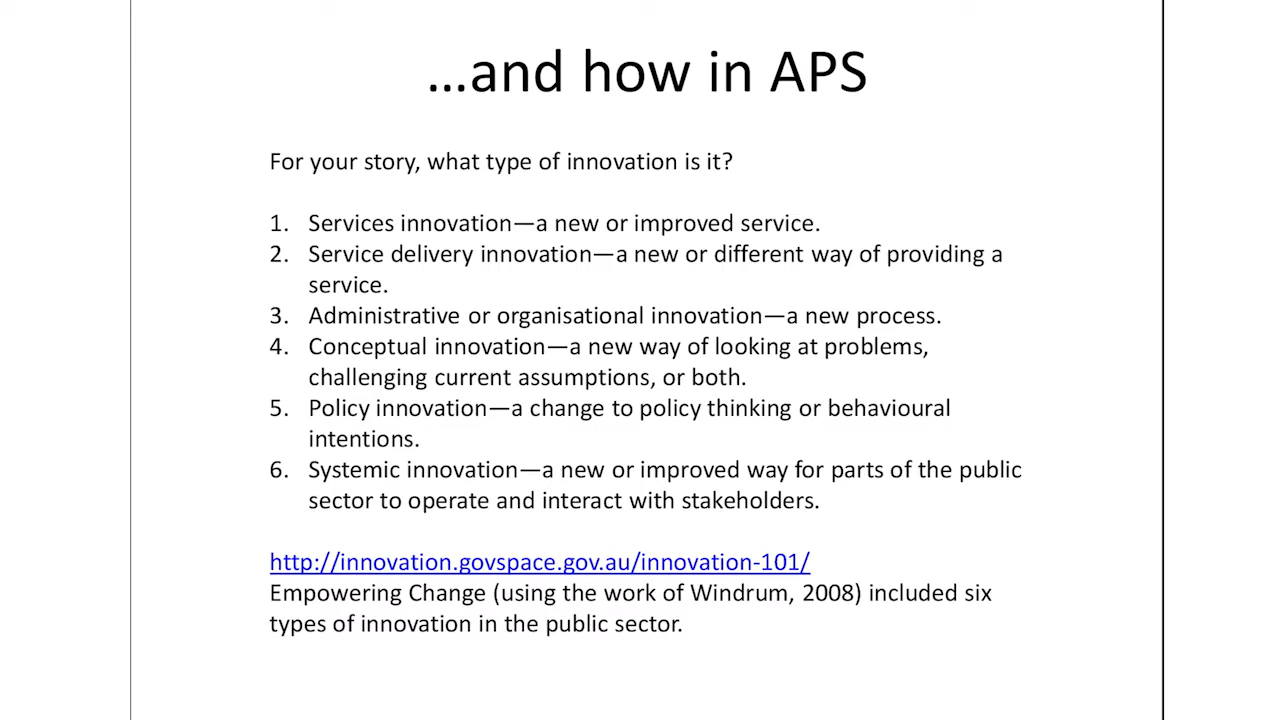 ...and how in APS
For your story, what type of innovation is it?
1. Services innovation—a new or improved service.
2. Service delivery innovation—a new or different way of providing a
service.
3. Administrative or organisational innovation—a new process.
4. Conceptual innovation—a new way of looking at problems,
challenging current assumptions, or both.
5. Policy innovation—a change to policy thinking or behavioural
intentions.
6. Systemic innovation—a new or improved way for parts of the public
sector to operate and interact with stakeholders.
http://innovation.govspace.gov.au/innovation-101/
Empowering Change (using the work of Windrum, 2008) included six
types of innovation in the public sector.